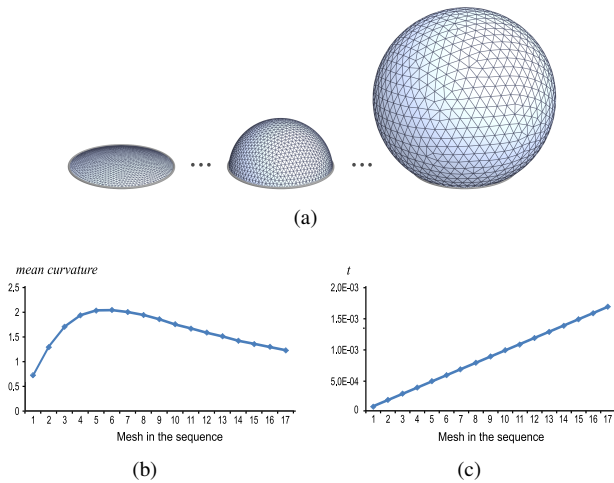 (a)
mean curvature
2,5
2
1,5
1
0,5
0
1 2 3 4 5 6 7 8 9 10 11 12 13 14 15 16 17
Mesh in the sequence
(b)
t
2,0E-03
1,5E-03
1,0E-03
5,0E-04
0
1 2 3 4 5 6 7 8 9 10 11 12 13 14 15 16 17
Mesh in the sequence
(c)